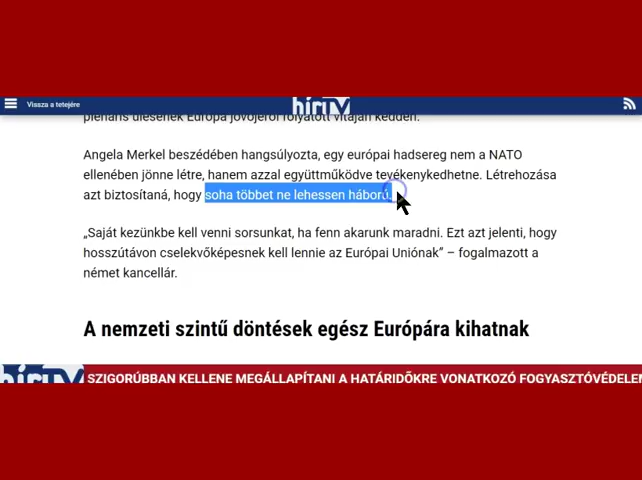 Vissza a tetejére
hírTV
plenáris ülésének Európa jövőjéről folyatott vitáján kedden.
Angela Merkel beszédében hangsúlyozta, egy európai hadsereg nem a NATO
ellenében jönne létre, hanem azzal együttműködve tevékenykedhetne. Létrehozása
azt biztosítaná, hogy soha többet ne lehessen háború.
„Saját kezünkbe kell venni sorsunkat, ha fenn akarunk maradni. Ezt azt jelenti, hogy
hosszútávon cselekvőképesnek kell lennie az Európai Uniónak” – fogalmazott a
német kancellár.
A nemzeti szintű döntések egész Európára kihatnak
hírTV SZIGORÚBBAN KELLENE MEGÁLLAPÍTANI A HATÁRIDŐKRE VONATKOZÓ FOGYASZTÓVÉDELEM